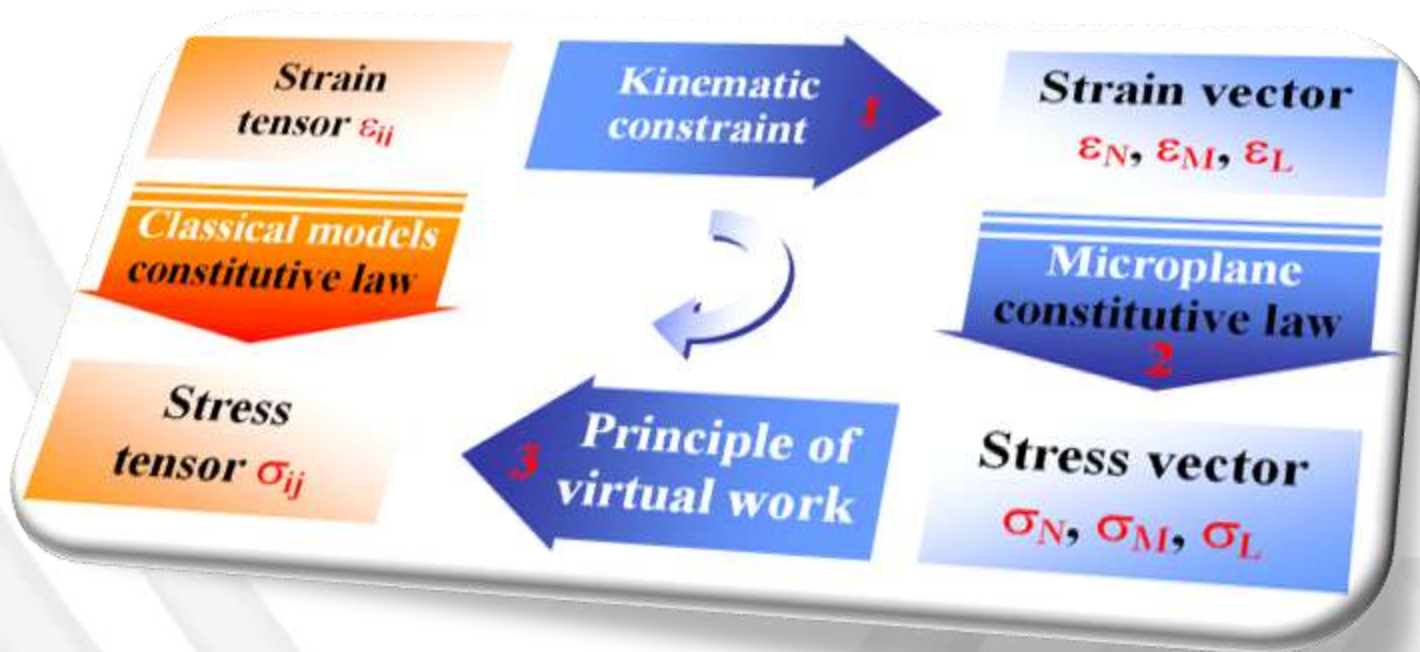 Strain
tensor εij
Kinematic
constraint 1
Strain vector
εN, εM, εL
Classical models
constitutive law
Microplane
constitutive law
2
Stress
tensor σij
3 Principle of
virtual work
Stress vector
σN, σM, σL